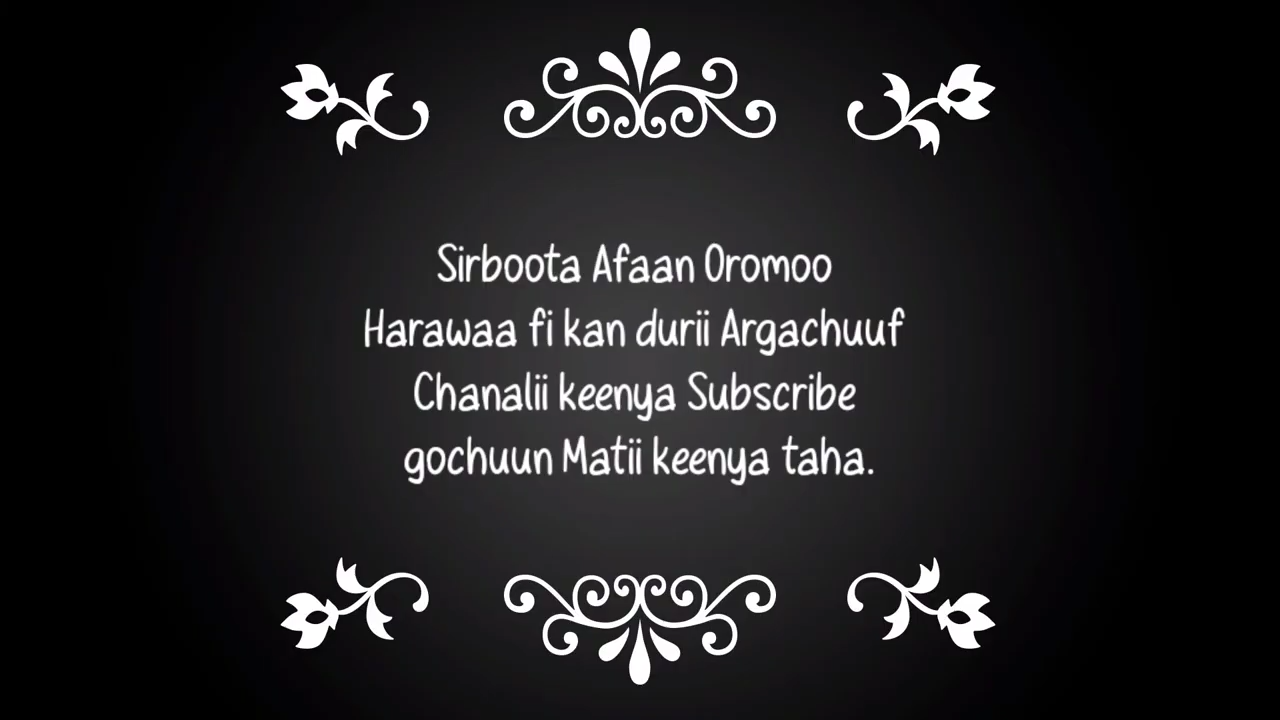 Sirboota Afaan Oromoo
Harawaa fi kan durii Argachuuf
Chanalii keenya Subscribe
gochuun Matii keenya taha.